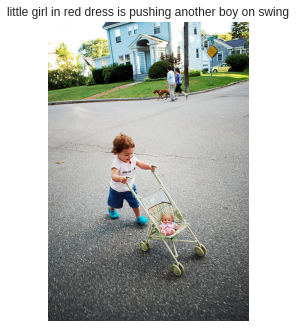 little girl in red dress is pushing another boy on swing